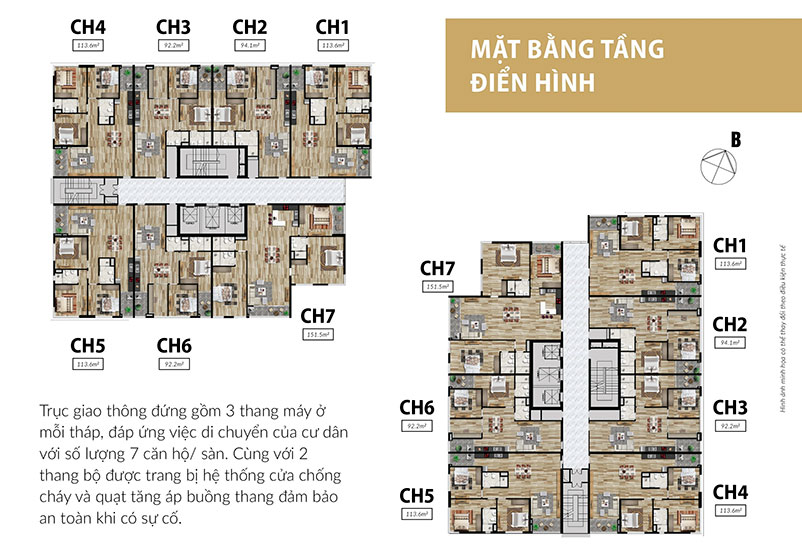 CH4
113.6m²
CH3
92.2m²
CH2
94.1m²
CH1
113.6m²
MẶT BẰNG TẦNG
ĐIỂN HÌNH
B
CH7
151.5m²
CH5
113.6m²
CH6
92.2m²
CH7
151.5m²
CH1
113.6m²
CH2
94.1m²
CH6
92.2m²
CH3
92.2m²
CH5
113.6m²
CH4
113.6m²
Hình ảnh minh họa có thể thay đổi theo điều kiện thực tế
Trục giao thông đứng gồm 3 thang máy ở
mỗi tháp, đáp ứng việc di chuyển của cư dân
với số lượng 7 căn hộ/ sàn. Cùng với 2
thang bộ được trang bị hệ thống cửa chống
cháy và quạt tăng áp buồng thang đảm bảo
an toàn khi có sự cố.